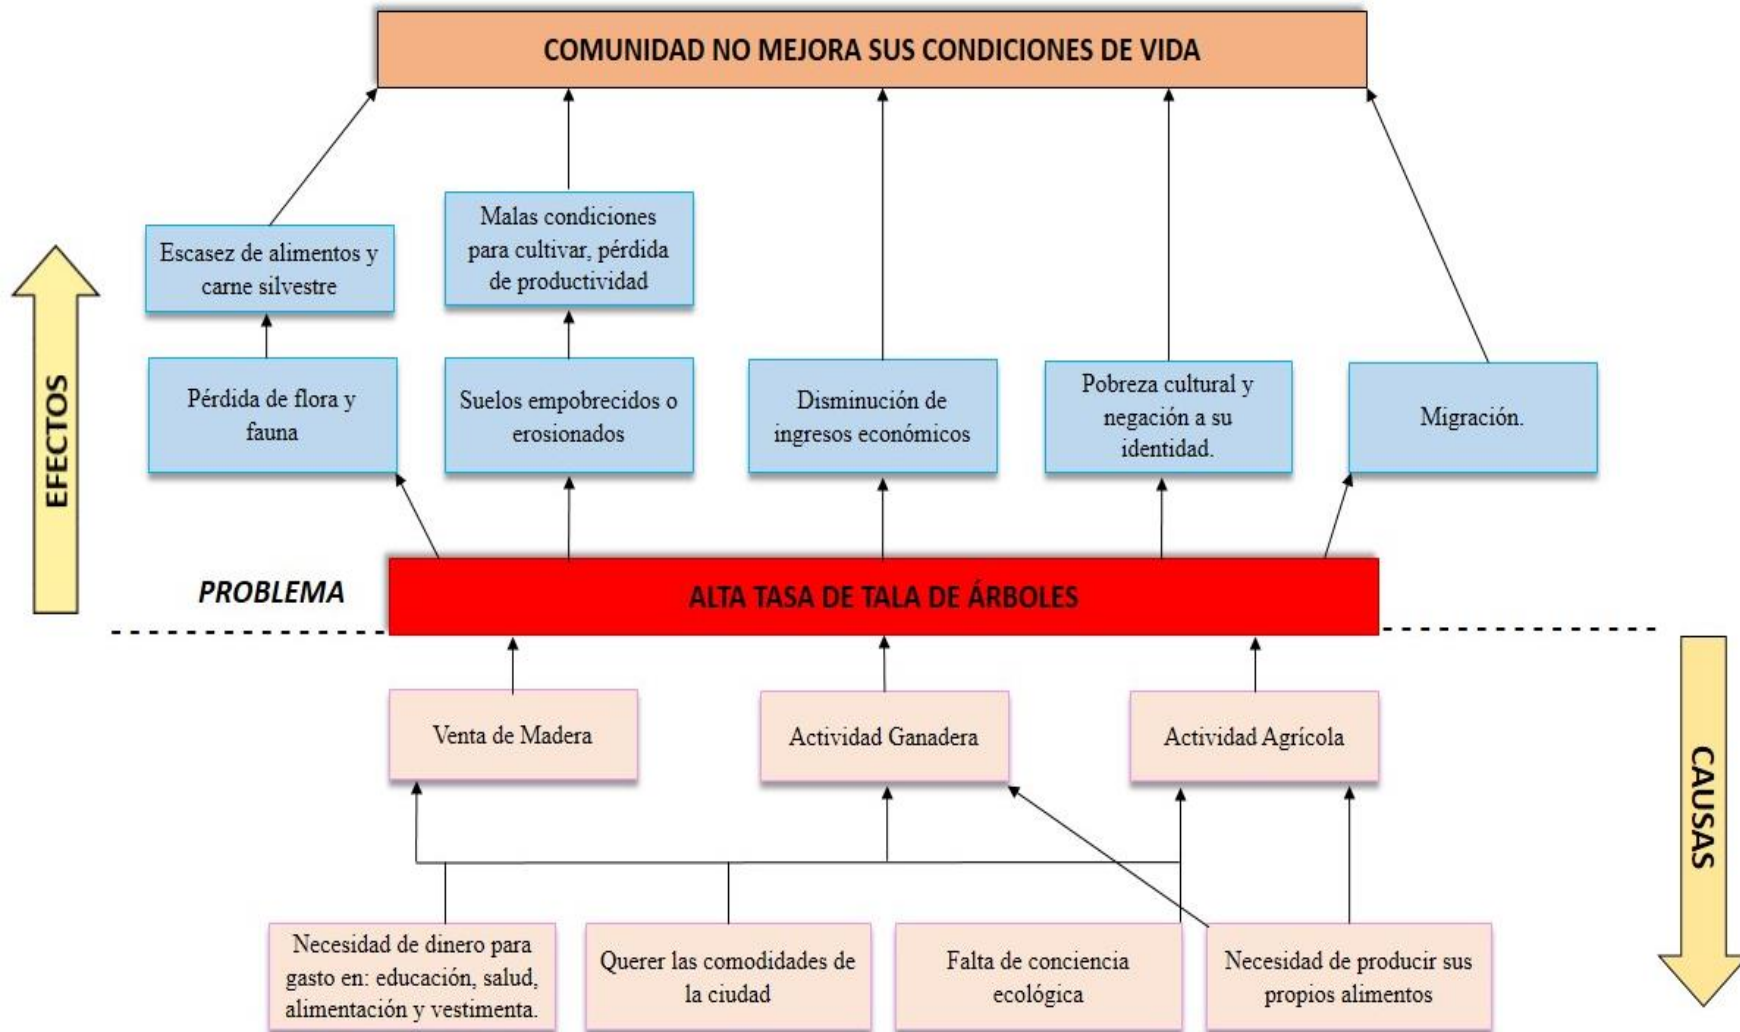 COMUNIDAD NO MEJORA SUS CONDICIONES DE VIDA
Escasez de alimentos y
carne silvestre
Malas condiciones
para cultivar, pérdida
de productividad
EFECTOS
Pérdida de flora y
fauna
Suelos empobrecidos o
erosionados
Disminución de
ingresos económicos
Pobreza cultural y
negación a su
identidad.
Migración.
PROBLEMA
ALTA TASA DE TALA DE ÁRBOLES
Venta de Madera
Actividad Ganadera
Actividad Agrícola
CAUSAS
Necesidad de dinero para
gasto en: educación, salud,
alimentación y vestimenta.
Querer las comodidades de
la ciudad
Falta de conciencia
ecológica
Necesidad de producir sus
propios alimentos